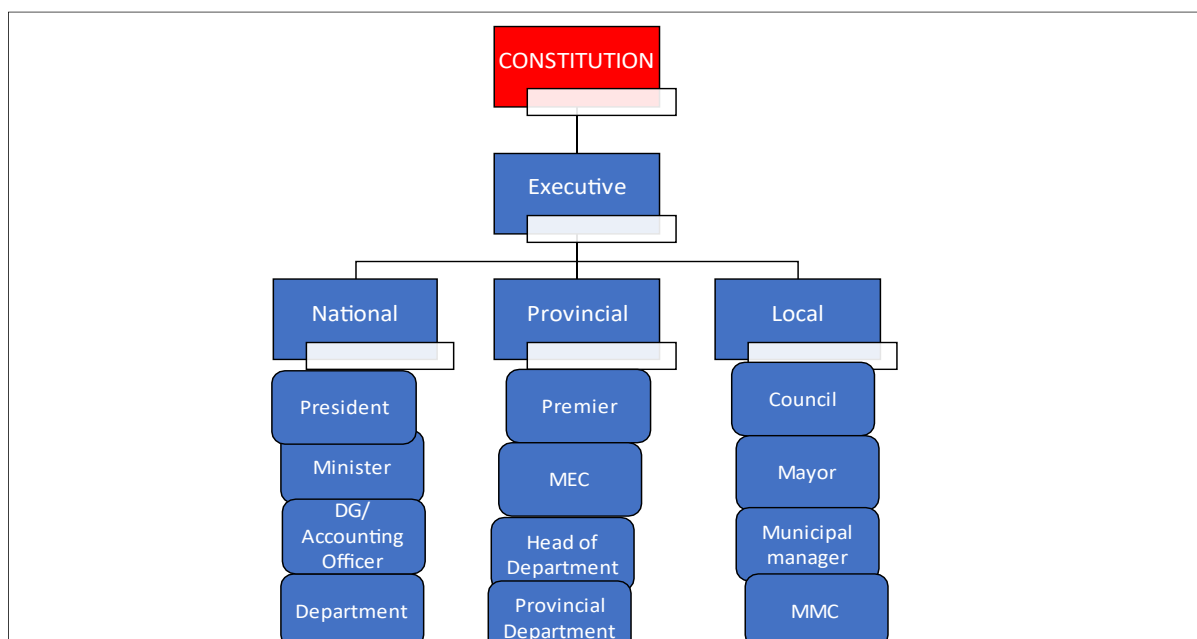 CONSTITUTION
Executive
National
Provincial
Local
President
Minister
DG/
Accounting
Officer
Department
Premier
MEC
Head of
Department
Provincial
Department
Council
Mayor
Municipal
manager
MMC